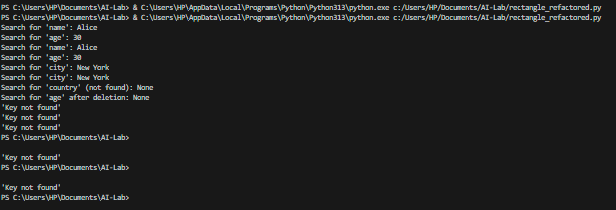 PS C:\Users\HP\Documents\AI-Lab> & C:\Users\HP\AppData\Local\Programs\Python\Python313\python.exe c:/Users/HP/Documents/AI-Lab/rectangle_refactored.py
PS C:\Users\HP\Documents\AI-Lab> & C:\Users\HP\AppData\Local\Programs\Python\Python313\python.exe c:/Users/HP/Documents/AI-Lab/rectangle_refactored.py
Search for 'name': Alice
Search for 'age': 30
Search for 'name': Alice
Search for 'age': 30
Search for 'city': New York
Search for 'city': New York
Search for 'country' (not found): None
Search for 'age' after deletion: None
'Key not found'
'Key not found'
'Key not found'
PS C:\Users\HP\Documents\AI-Lab>
'Key not found'
PS C:\Users\HP\Documents\AI-Lab>
'Key not found'
PS C:\Users\HP\Documents\AI-Lab>